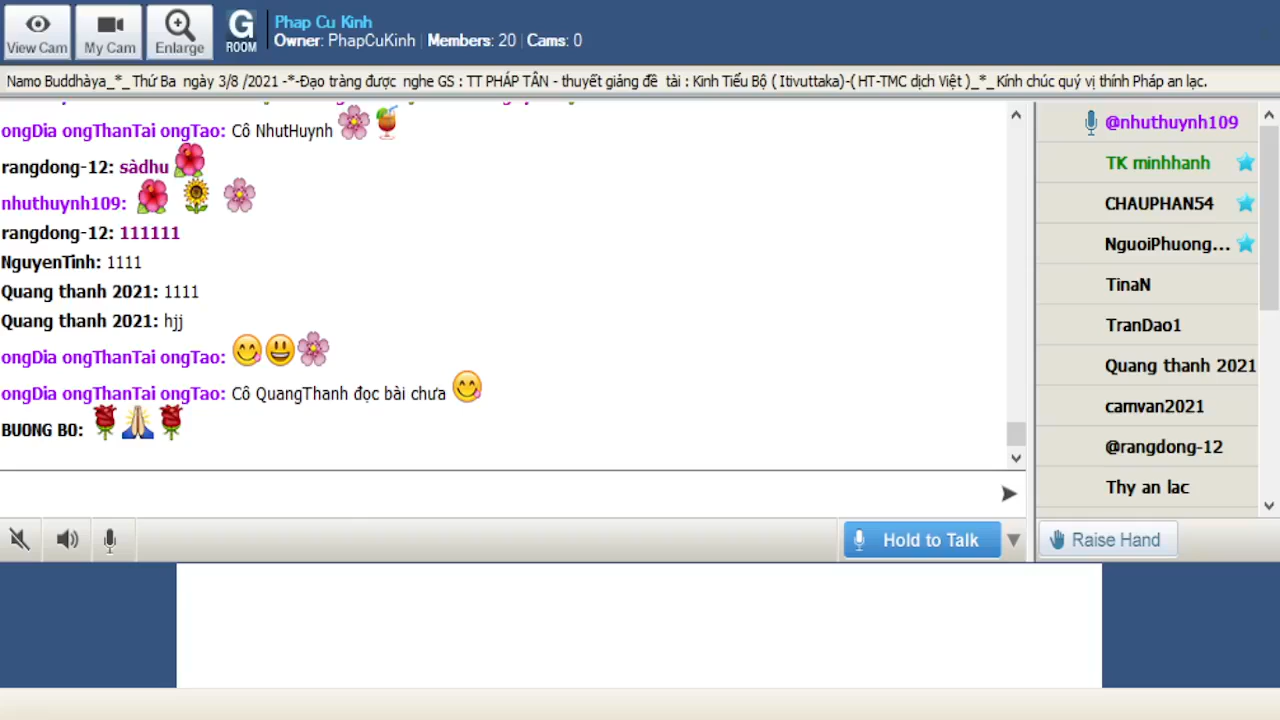 View Cam
My Cam
Enlarge
G
ROOM
Phap Cu Kinh
Owner: PhapCuKinh | Members: 20 | Cams: 0
Namo Buddhàya_*_Thứ Ba ngày 3/8 /2021 -*-Đạo tràng được nghe GS : TT PHÁP TÂN - thuyết giảng đề tài : Kinh Tiểu Bộ ( Itivuttaka)-( HT-TMC dịch Việt )_*_Kính chúc quý vị thính Pháp an lạc.
ongDia ongThanTai ongTao: Cô NhutHuynh
rangdong-12: sàdhu
nhuthuynh109:
rangdong-12: 111111
NguyenTinh: 1111
Quang thanh 2021: 1111
Quang thanh 2021: hjj
ongDia ongThanTai ongTao:
ongDia ongThanTai ongTao: Cô QuangThanh đọc bài chưa
BUONG BO:
@nhuthuynh109
TK minhhanh
CHAUPHAN54
NguoiPhuong...
TinaN
TranDao1
Quang thanh 2021
camvan2021
@rangdong-12
Thy an lac
Hold to Talk
Raise Hand